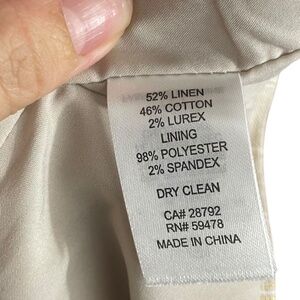 52% LINEN
46% COTTON
2% LUREX
LINING
98% POLYESTER
2% SPANDEX
DRY CLEAN
CA# 28792
RN# 59478
MADE IN CHINA